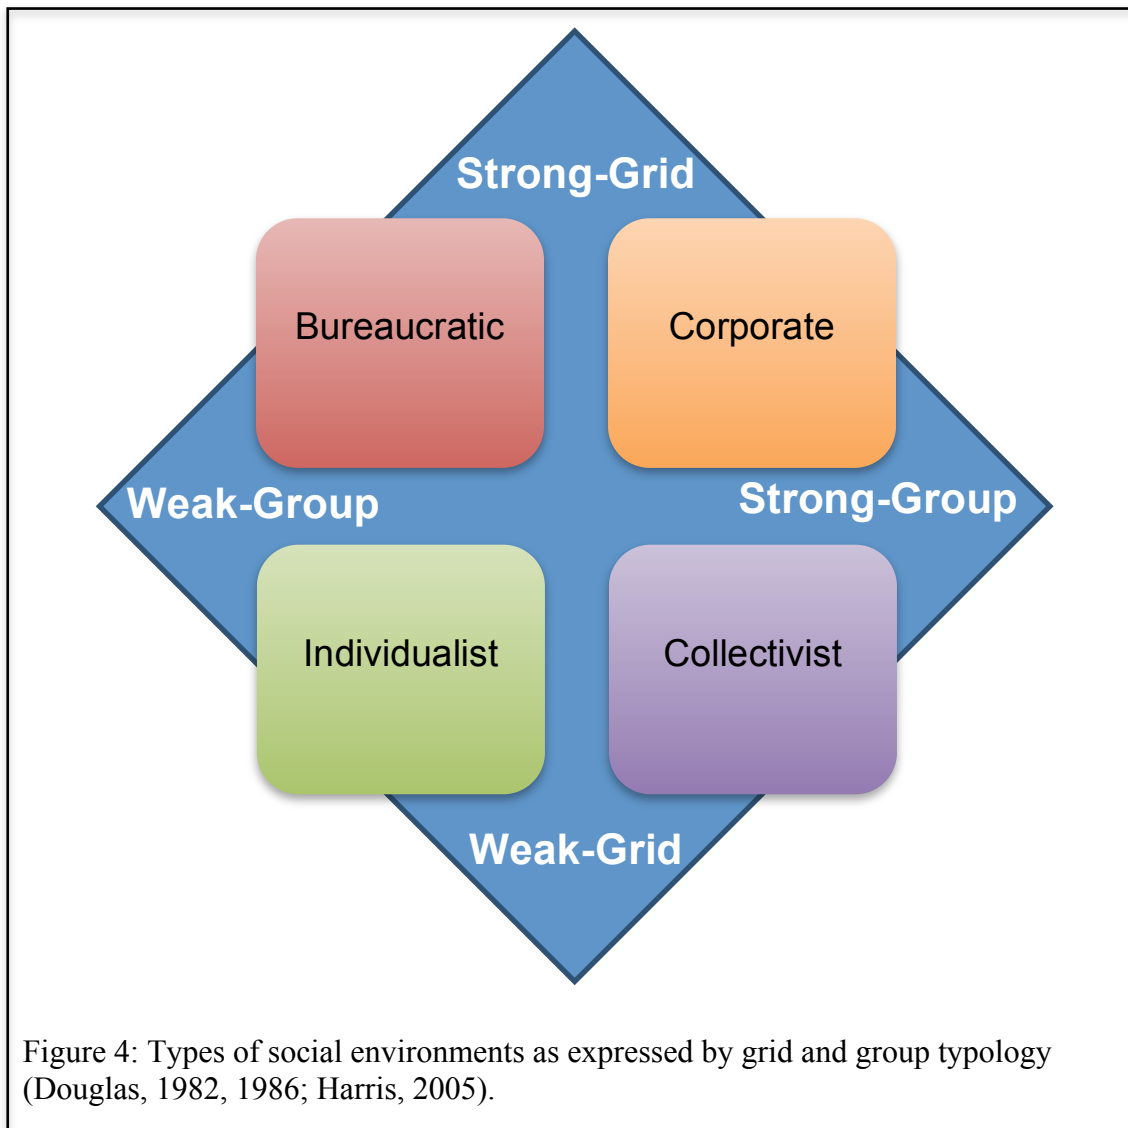 Strong-Grid
Bureaucratic
Corporate
Weak-Group
Strong-Group
Individualist
Collectivist
Weak-Grid
Figure 4: Types of social environments as expressed by grid and group typology
(Douglas, 1982, 1986; Harris, 2005).